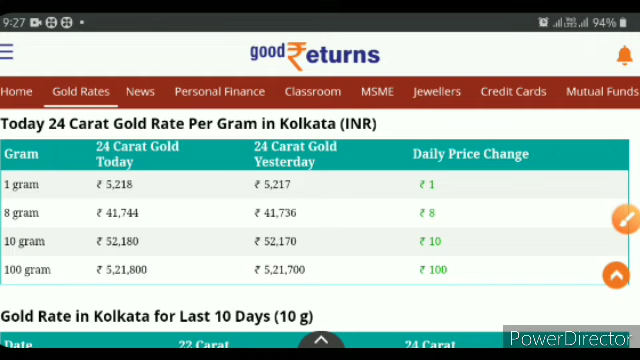 9:27 94%
good₹eturns
Home Gold Rates News Personal Finance Classroom MSME Jewellers Credit Cards Mutual Funds
Today 24 Carat Gold Rate Per Gram in Kolkata (INR)
Gram 24 Carat Gold Today 24 Carat Gold Yesterday Daily Price Change
1 gram ₹ 5,218 ₹ 5,217 ₹ 1
8 gram ₹ 41,744 ₹ 41,736 ₹ 8
10 gram ₹ 52,180 ₹ 52,170 ₹ 10
100 gram ₹ 5,21,800 ₹ 5,21,700 ₹ 100
Gold Rate in Kolkata for Last 10 Days (10 g)
Date 22 Carat 24 Carat
PowerDirector